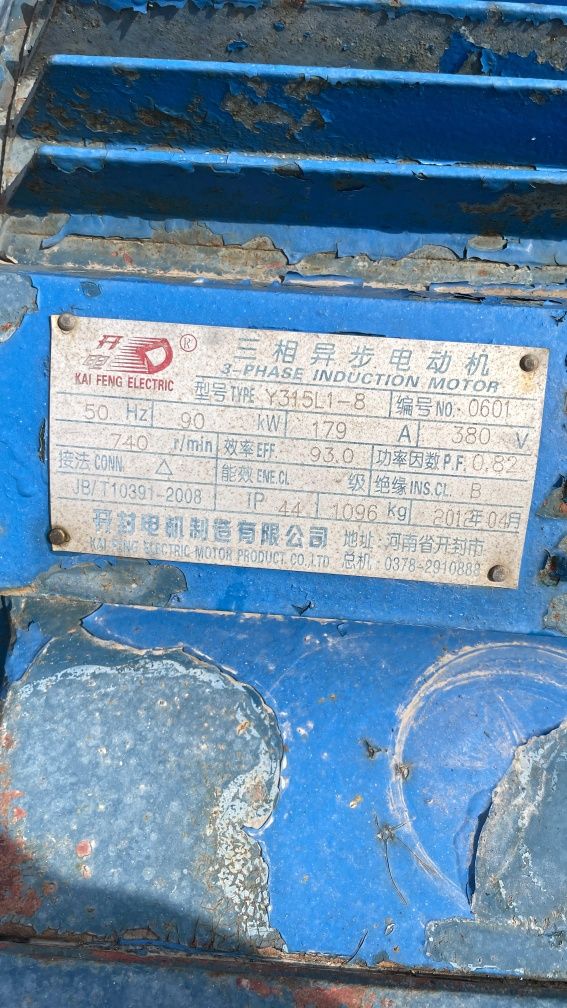 开电 ®
KAI FENG ELECTRIC
三相异步电动机
3-PHASE INDUCTION MOTOR
型号TYPE Y315L1-8 编号NO. 0601
50 Hz 90 kW 179 A 380 V
740 r/min 效率EFF 93.0 功率因数P.F. 0.82
接法CONN. △ 能效ENE.CL. - 级 绝缘INS.CL. B
JB/T10391-2008 IP 44 1096 Kg 2012年04月
开封电机制造有限公司 地址:河南省开封市
KAI FENG ELECTRIC MOTOR PRODUCT.CO.,LTD 总机:0378-2910883